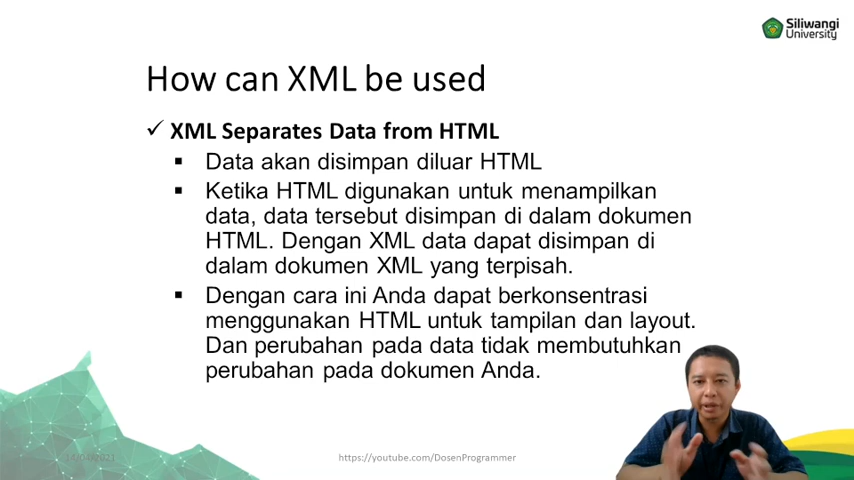 Siliwangi
University
How can XML be used
✓ XML Separates Data from HTML
▪ Data akan disimpan diluar HTML
▪ Ketika HTML digunakan untuk menampilkan
data, data tersebut disimpan di dalam dokumen
HTML. Dengan XML data dapat disimpan di
dalam dokumen XML yang terpisah.
▪ Dengan cara ini Anda dapat berkonsentrasi
menggunakan HTML untuk tampilan dan layout.
Dan perubahan pada data tidak membutuhkan
perubahan pada dokumen Anda.
https://youtube.com/DosenProgrammer